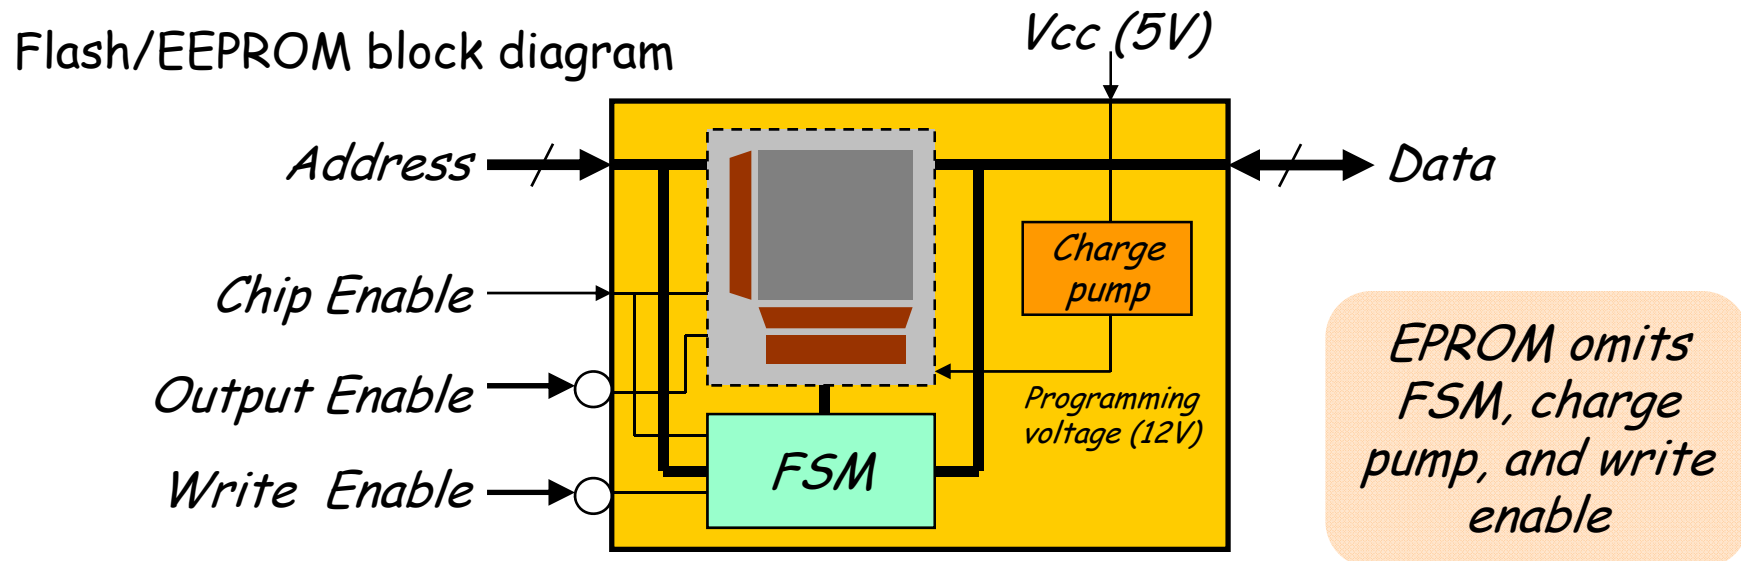 Flash/EEPROM block diagram
Vcc (5V)
Address
Data
Charge
pump
Chip Enable
Output Enable
Programming
voltage (12V)
Write Enable
FSM
EPROM omits
FSM, charge
pump, and write
enable